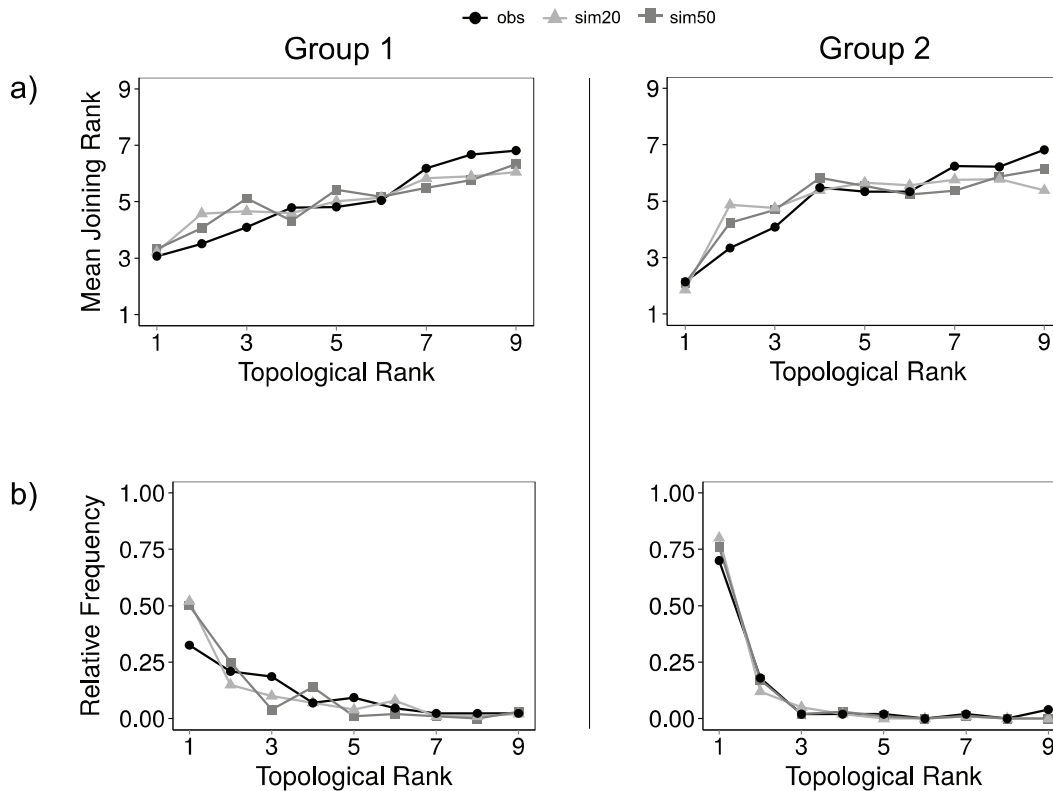 obs sim20 sim50
Group 1 Group 2
a)
Mean Joining Rank
9
7
5
3
1
1 3 5 7 9
Topological Rank
9
7
5
3
1
1 3 5 7 9
Topological Rank
b)
Relative Frequency
1.00
0.75
0.50
0.25
0.00
1 3 5 7 9
Topological Rank
1.00
0.75
0.50
0.25
0.00
1 3 5 7 9
Topological Rank